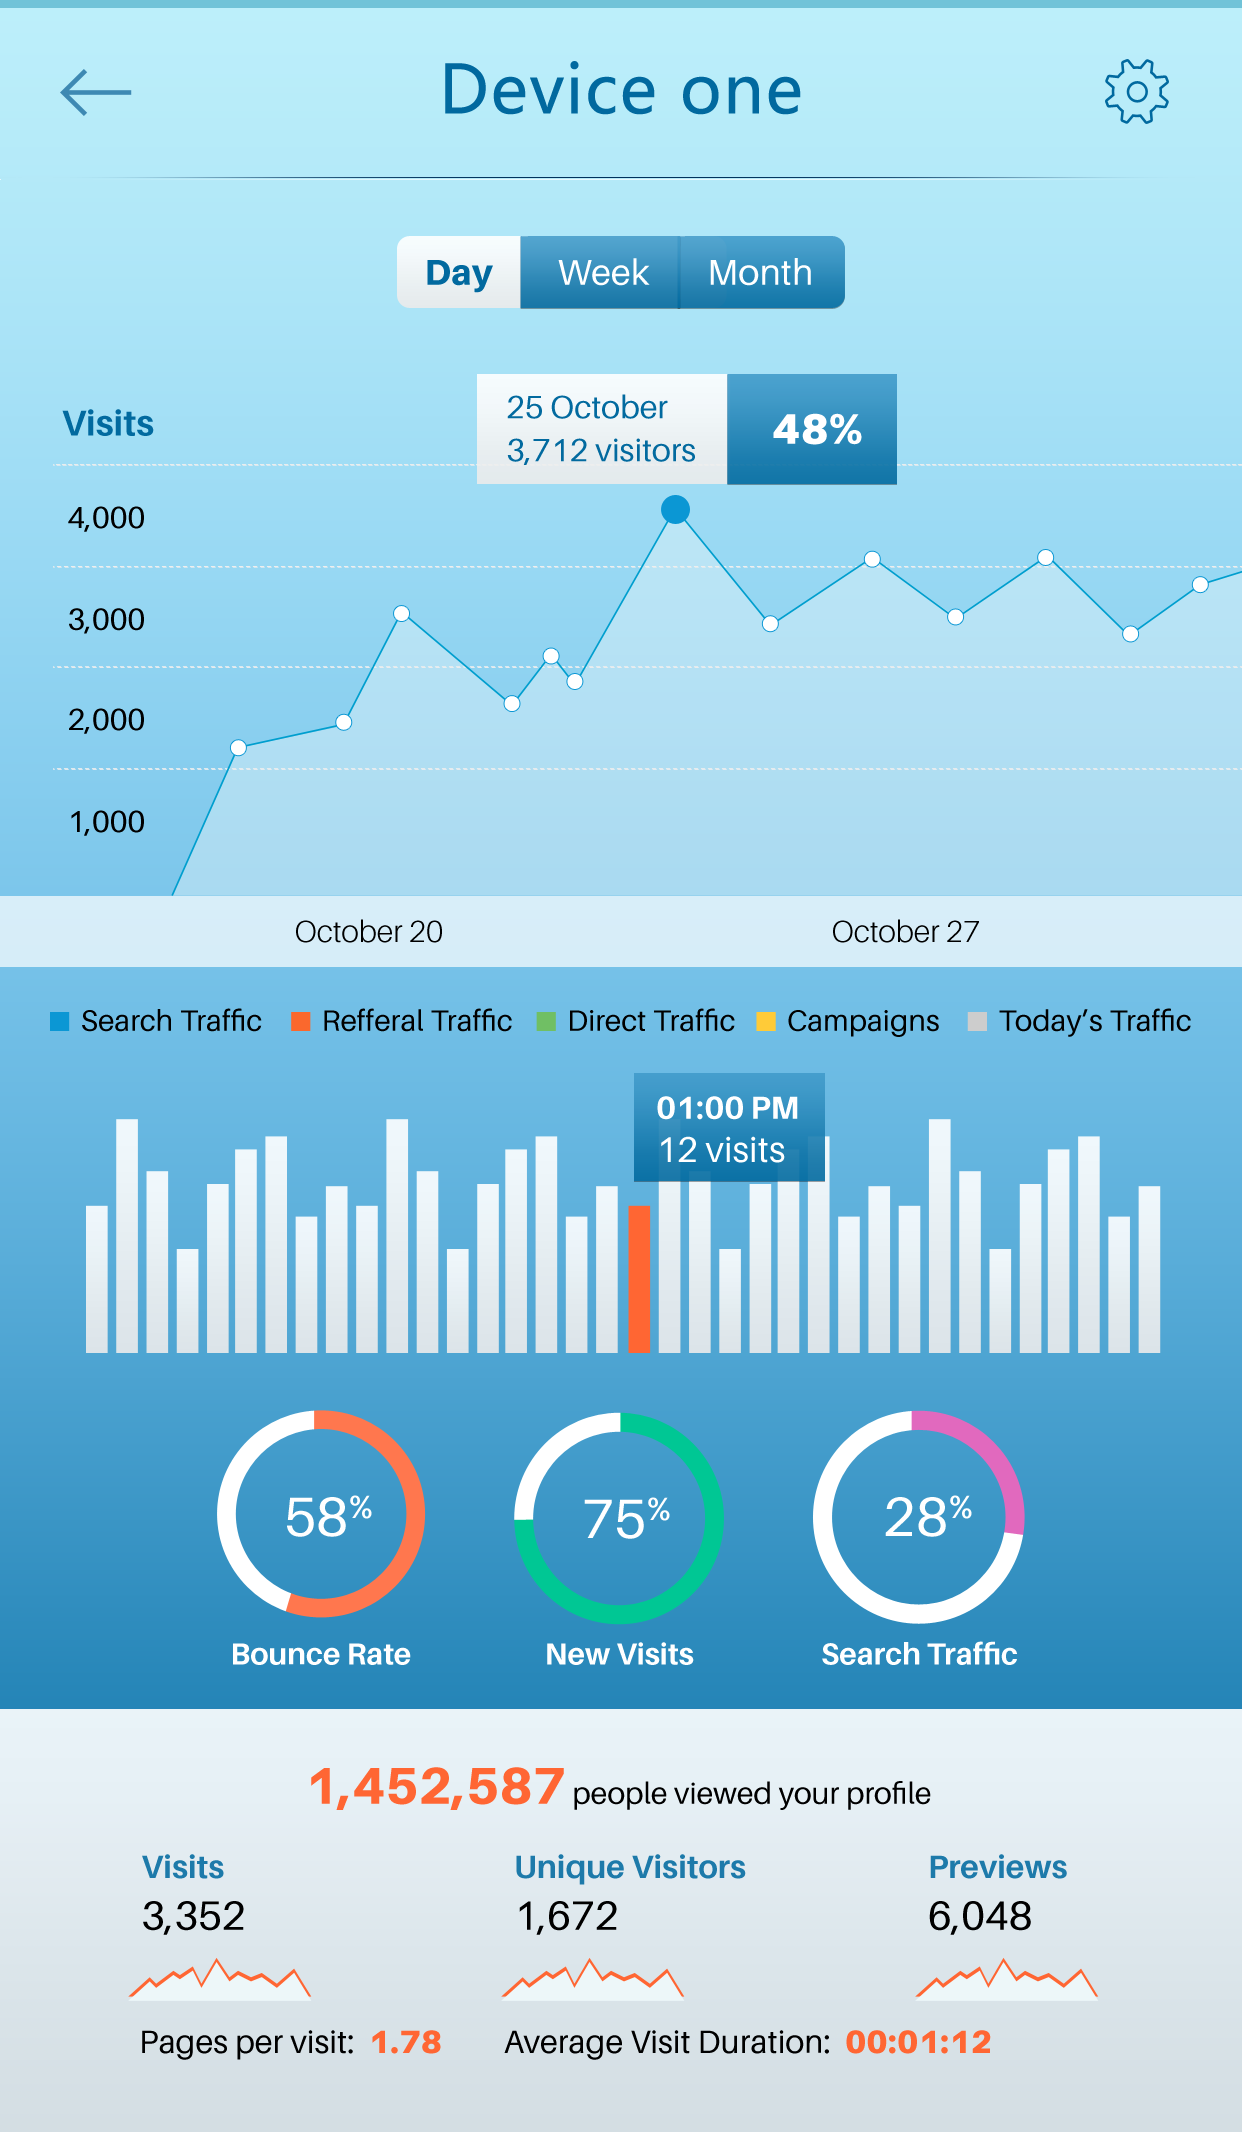 Device one
Day Week Month
25 October
3,712 visitors
48%
Visits
4,000
3,000
2,000
1,000
October 20 October 27
Search Traffic Refferal Traffic Direct Traffic Campaigns Today's Traffic
01:00 PM
12 visits
58% 75% 28%
Bounce Rate New Visits Search Traffic
1,452,587 people viewed your profile
Visits Unique Visitors Previews
3,352 1,672 6,048
Pages per visit: 1.78 Average Visit Duration: 00:01:12